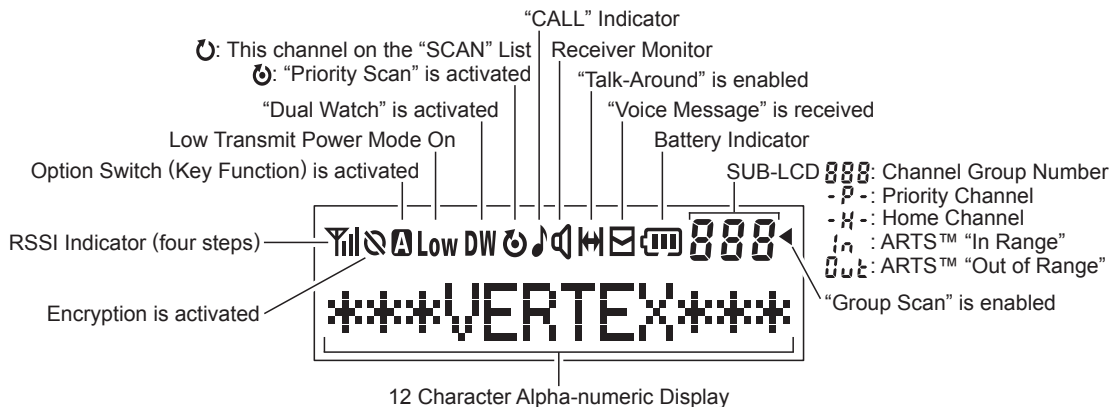 “CALL” Indicator
: This channel on the “SCAN” List
Receiver Monitor
: “Priority Scan” is activated
“Talk-Around” is enabled
“Dual Watch” is activated
“Voice Message” is received
Low Transmit Power Mode On
Battery Indicator
Option Switch (Key Function) is activated
SUB-LCD 888: Channel Group Number
-P-: Priority Channel
-H-: Home Channel
In : ARTS™ “In Range”
Out: ARTS™ “Out of Range”
RSSI Indicator (four steps)
A Low DW 888
“Group Scan” is enabled
Encryption is activated
***VERTEX***
12 Character Alpha-numeric Display